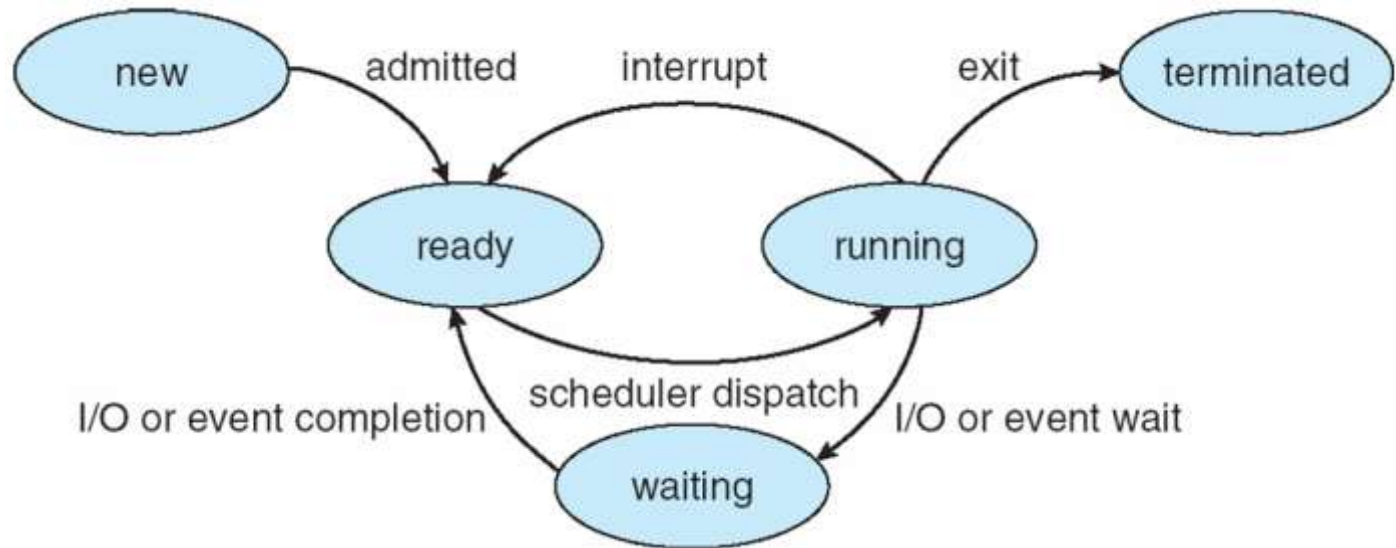 new
admitted
interrupt
exit
terminated
ready
running
scheduler dispatch
I/O or event completion
I/O or event wait
waiting